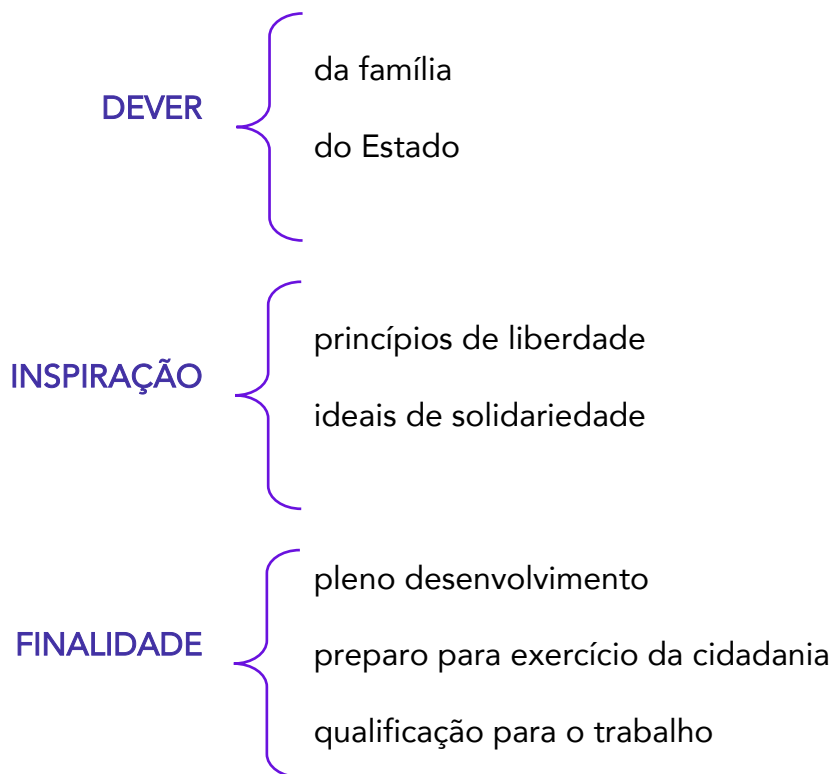 da família
DEVER
do Estado
princípios de liberdade
INSPIRAÇÃO
ideais de solidariedade
pleno desenvolvimento
FINALIDADE
preparo para exercício da cidadania
qualificação para o trabalho